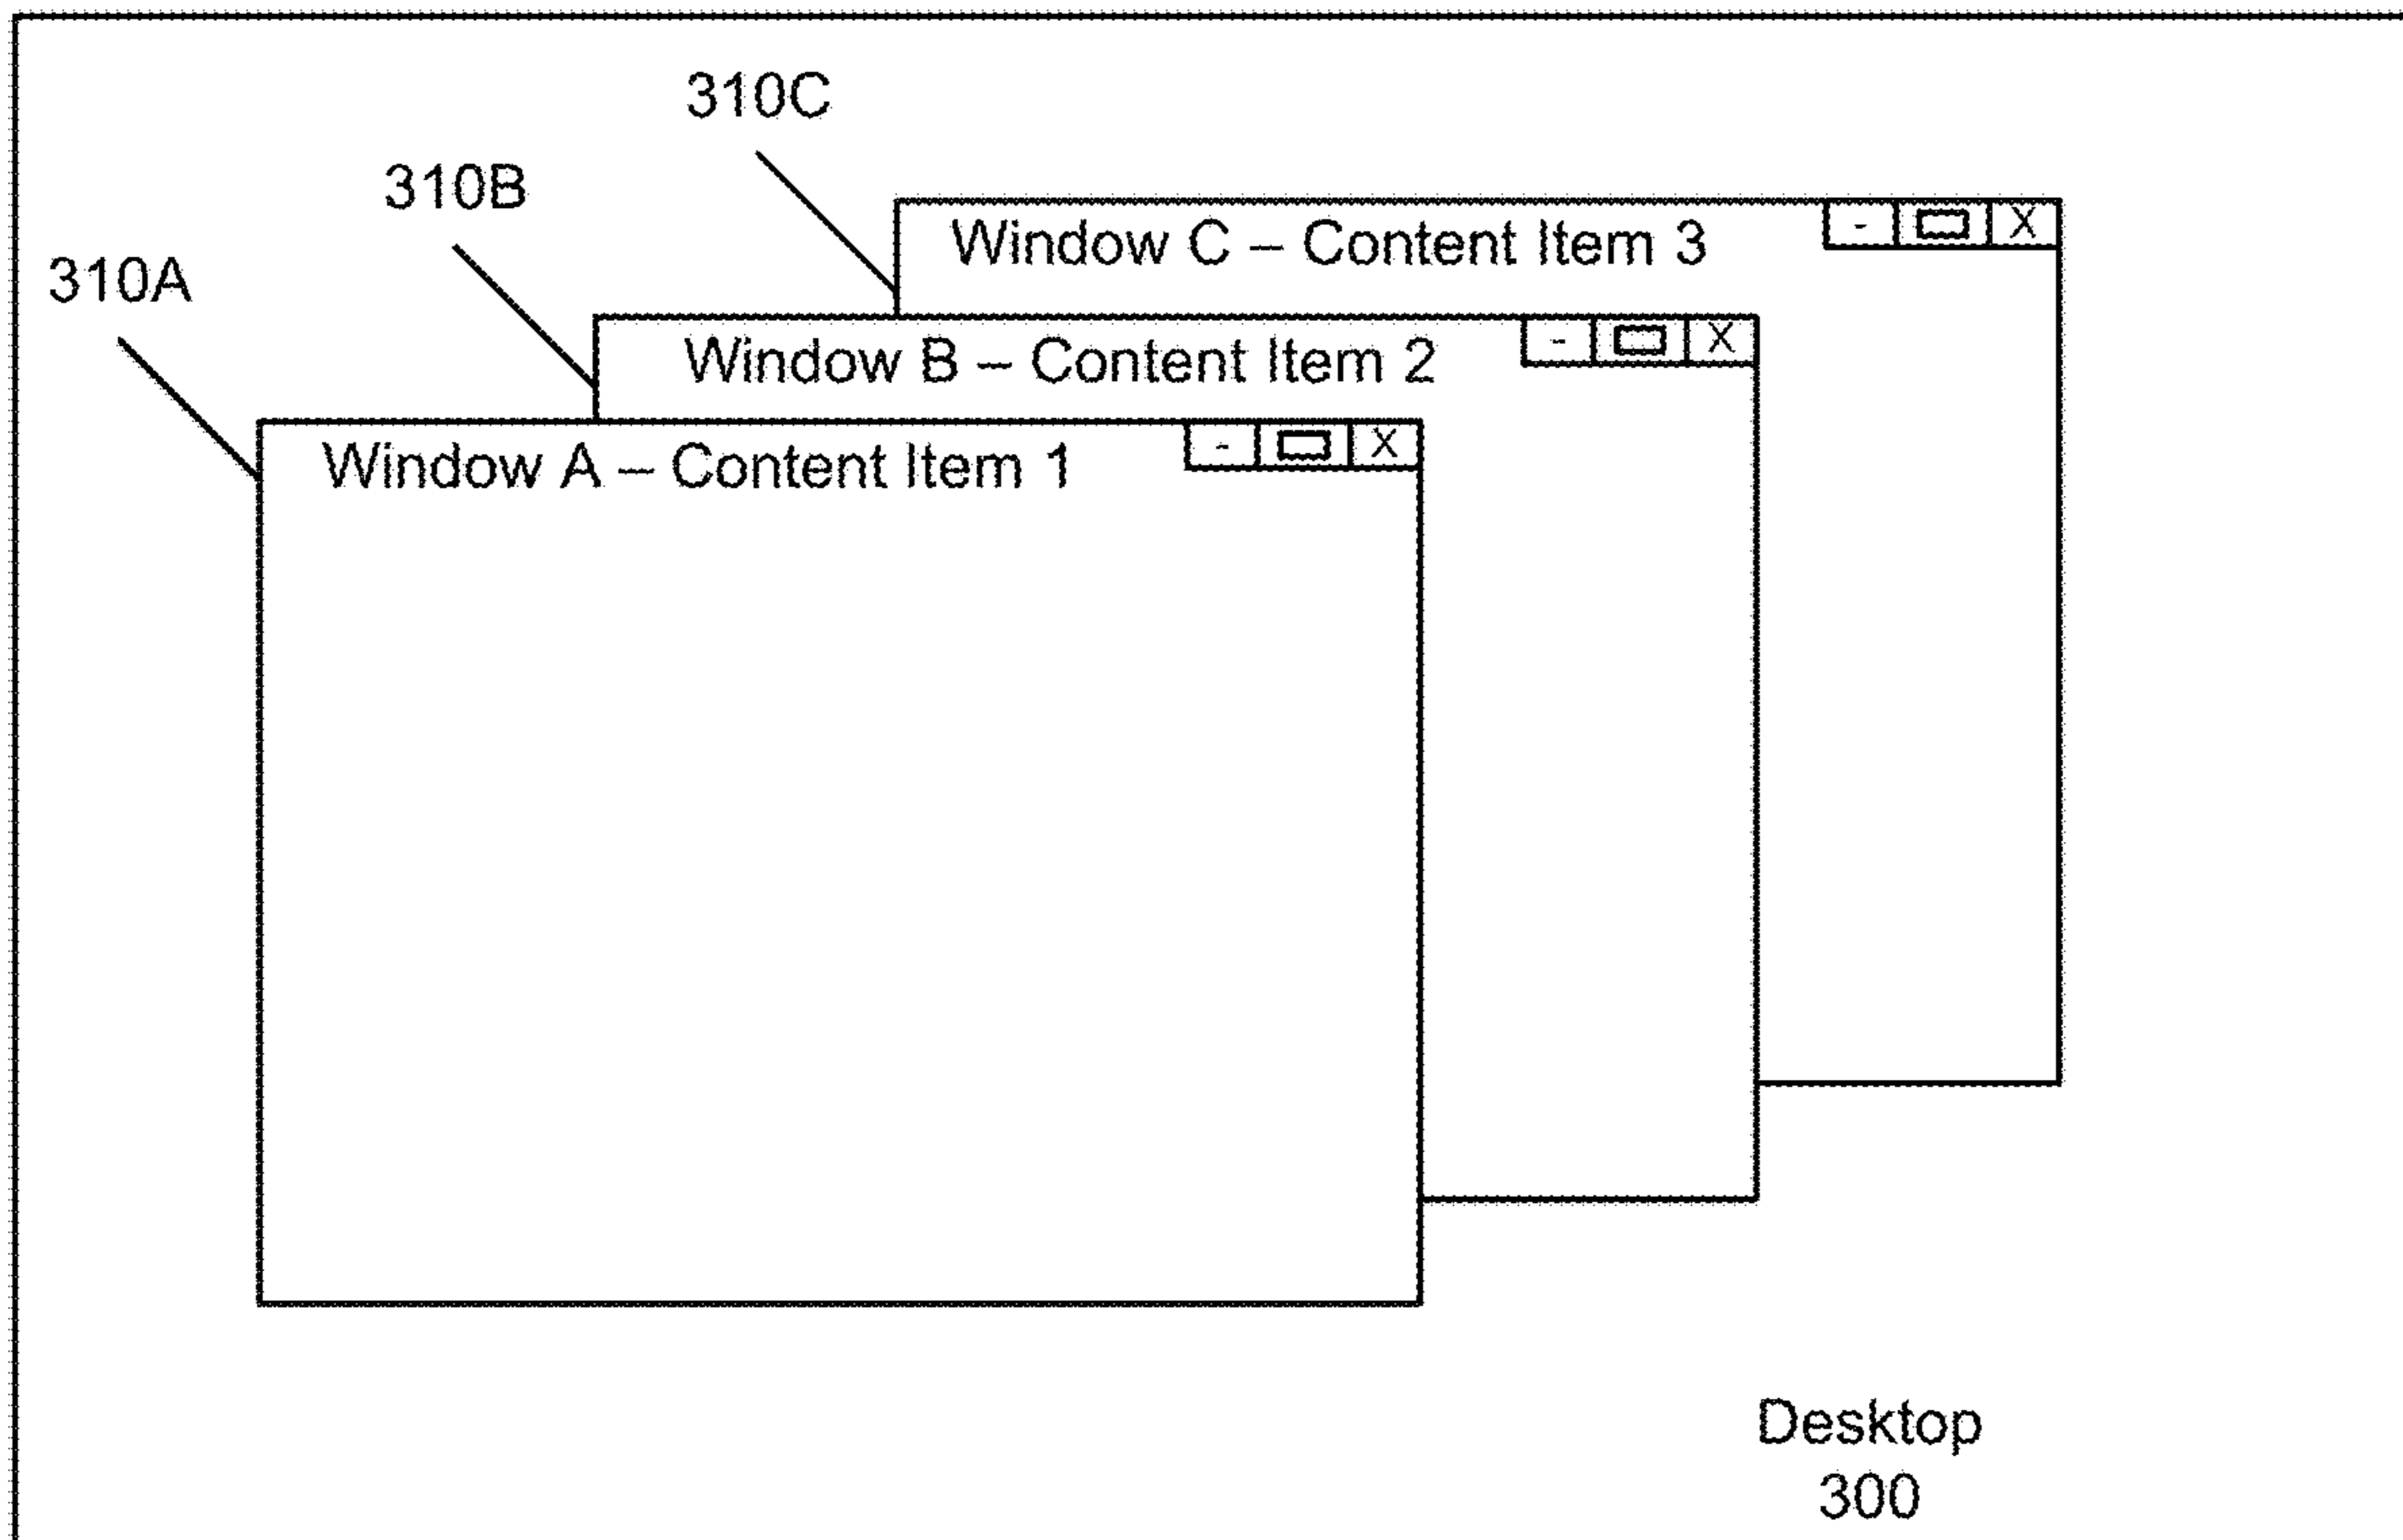 310C
310B
310A
Window C – Content Item 3
- X
Window B – Content Item 2
- X
Window A – Content Item 1
- X
Desktop
300